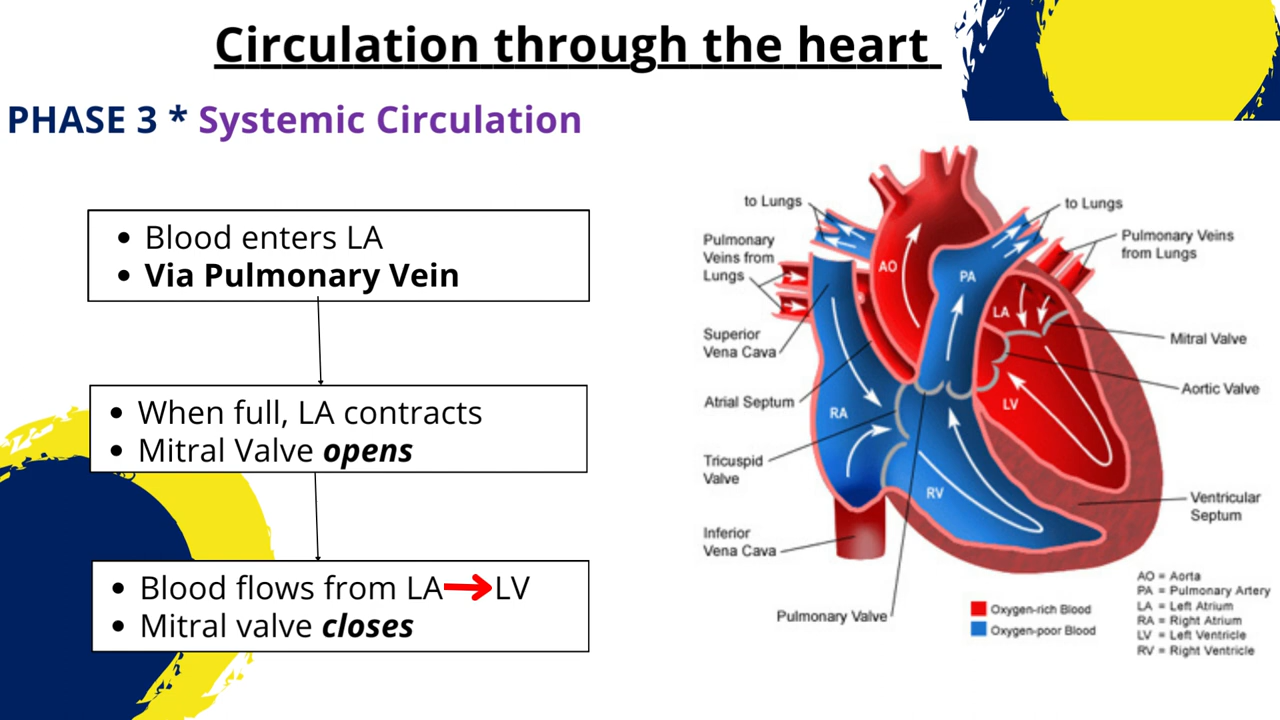 Circulation through the heart
PHASE 3 * Systemic Circulation
• Blood enters LA
• Via Pulmonary Vein
• When full, LA contracts
• Mitral Valve opens
• Blood flows from LA→LV
• Mitral valve closes
to Lungs
to Lungs
Pulmonary
Veins from
Lungs
Pulmonary Veins
from Lungs
AO
PA
LA
Superior
Vena Cava
Mitral Valve
Atrial Septum
Aortic Valve
RA
LV
Tricuspid
Valve
RV
Ventricular
Septum
Inferior
Vena Cava
Pulmonary Valve
Oxygen-rich Blood
Oxygen-poor Blood
AO = Aorta
PA = Pulmonary Artery
LA = Left Atrium
RA = Right Atrium
LV = Left Ventricle
RV = Right Ventricle